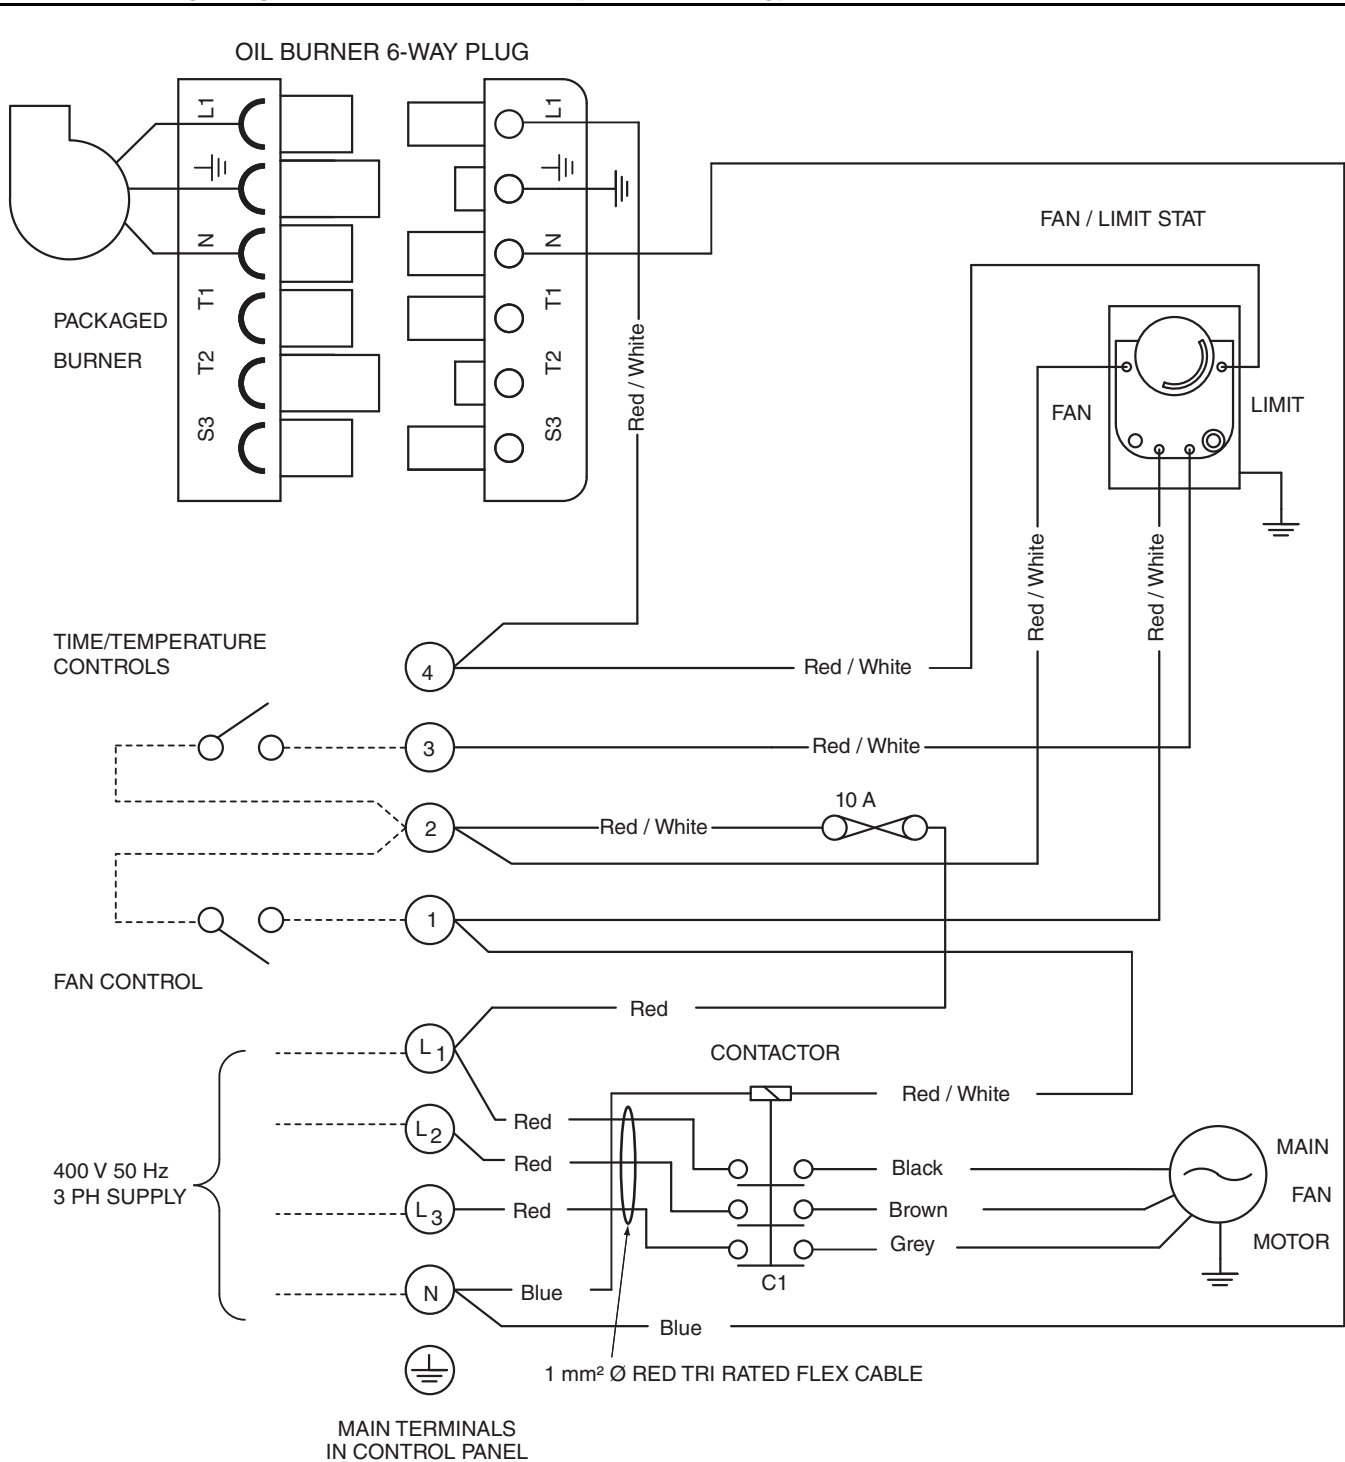 OIL BURNER 6-WAY PLUG
L1
L1
N
N
T1
T1
T2
T2
S3
S3
PACKAGED
BURNER
Red / White
FAN / LIMIT STAT
FAN
LIMIT
Red / White
Red / White
TIME/TEMPERATURE
CONTROLS
4
Red / White
3
Red / White
10 A
2
Red / White
1
FAN CONTROL
Red
L1
CONTACTOR
Red / White
Red
L2
Red
Black
MAIN
400 V 50 Hz
3 PH SUPPLY
L3
Red
Brown
FAN
Grey
MOTOR
C1
N
Blue
Blue
1 mm² Ø RED TRI RATED FLEX CABLE
MAIN TERMINALS
IN CONTROL PANEL